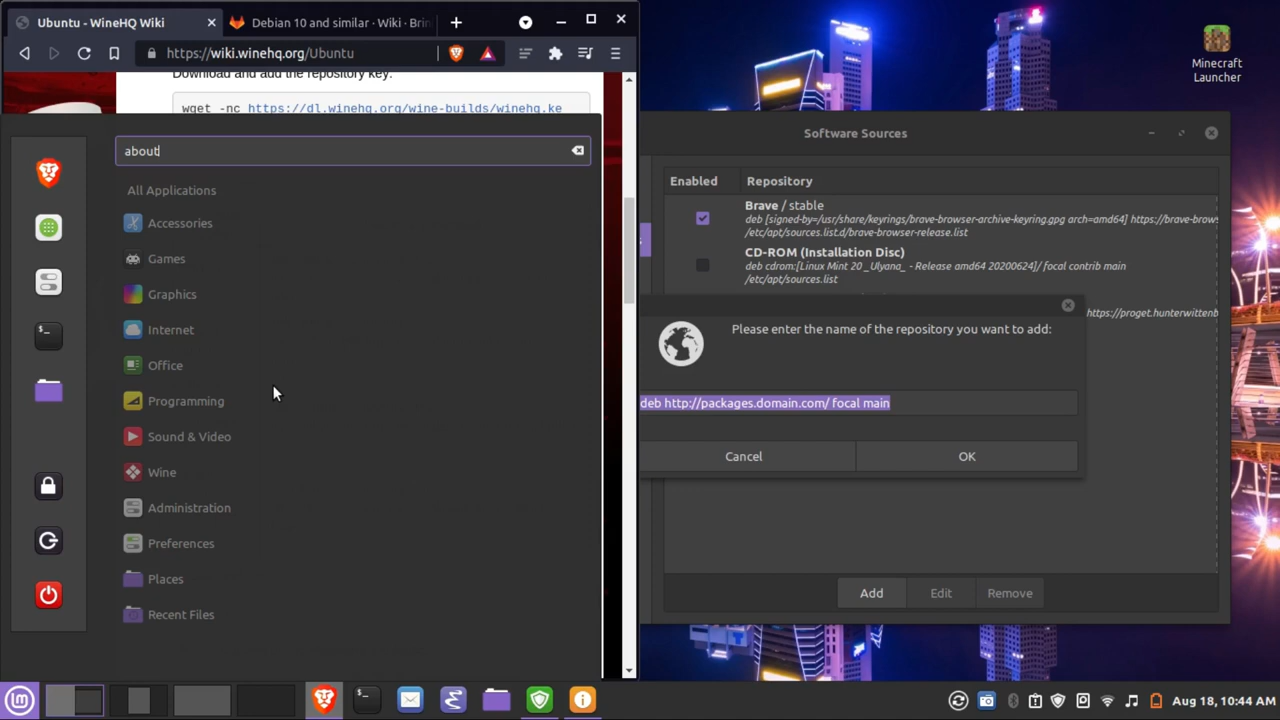 Ubuntu - WineHQ Wiki
Debian 10 and similar · Wiki · Brin
https://wiki.winehq.org/Ubuntu
Download and add the repository key:
wget -nc https://dl.winehq.org/wine-builds/winehq.ke
about
All Applications
Accessories
Games
Graphics
Internet
Office
Programming
Sound & Video
Wine
Administration
Preferences
Places
Recent Files
Minecraft
Launcher
Software Sources
Enabled
Repository
Brave / stable
deb [signed-by=/usr/share/keyrings/brave-browser-archive-keyring.gpg arch=amd64] https://brave-brows
/etc/apt/sources.list.d/brave-browser-release.list
CD-ROM (Installation Disc)
deb cdrom:[Linux Mint 20 _Ulyana_ - Release amd64 20200624]/ focal contrib main
/etc/apt/sources.list
https://proget.hunterwittenb
Please enter the name of the repository you want to add:
deb http://packages.domain.com/ focal main
Cancel
OK
Add
Edit
Remove
Aug 18, 10:44 AM